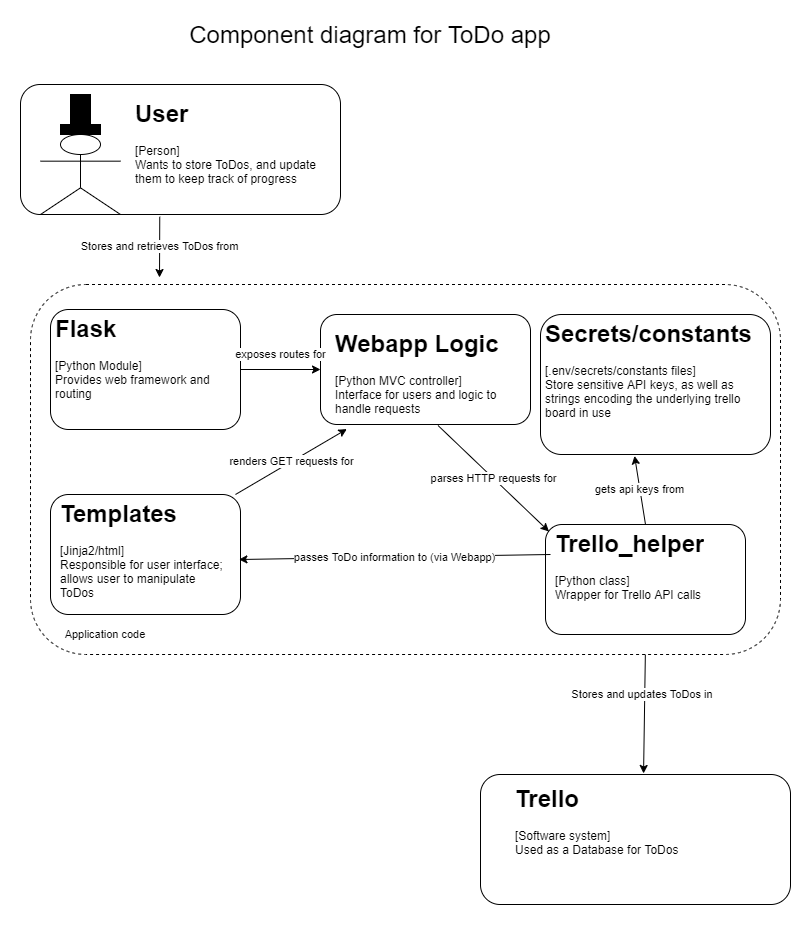 Component diagram for ToDo app
User
[Person]
Wants to store ToDos, and update
them to keep track of progress
Stores and retrieves ToDos from
Flask
[Python Module]
Provides web framework and
routing
exposes routes for
Webapp Logic
[Python MVC controller]
Interface for users and logic to
handle requests
Secrets/constants
[.env/secrets/constants files]
Store sensitive API keys, as well as
strings encoding the underlying trello
board in use
renders GET requests for
parses HTTP requests for
gets api keys from
Templates
[Jinja2/html]
Responsible for user interface;
allows user to manipulate
ToDos
passes ToDo information to (via Webapp)
Trello_helper
[Python class]
Wrapper for Trello API calls
Application code
Stores and updates ToDos in
Trello
[Software system]
Used as a Database for ToDos